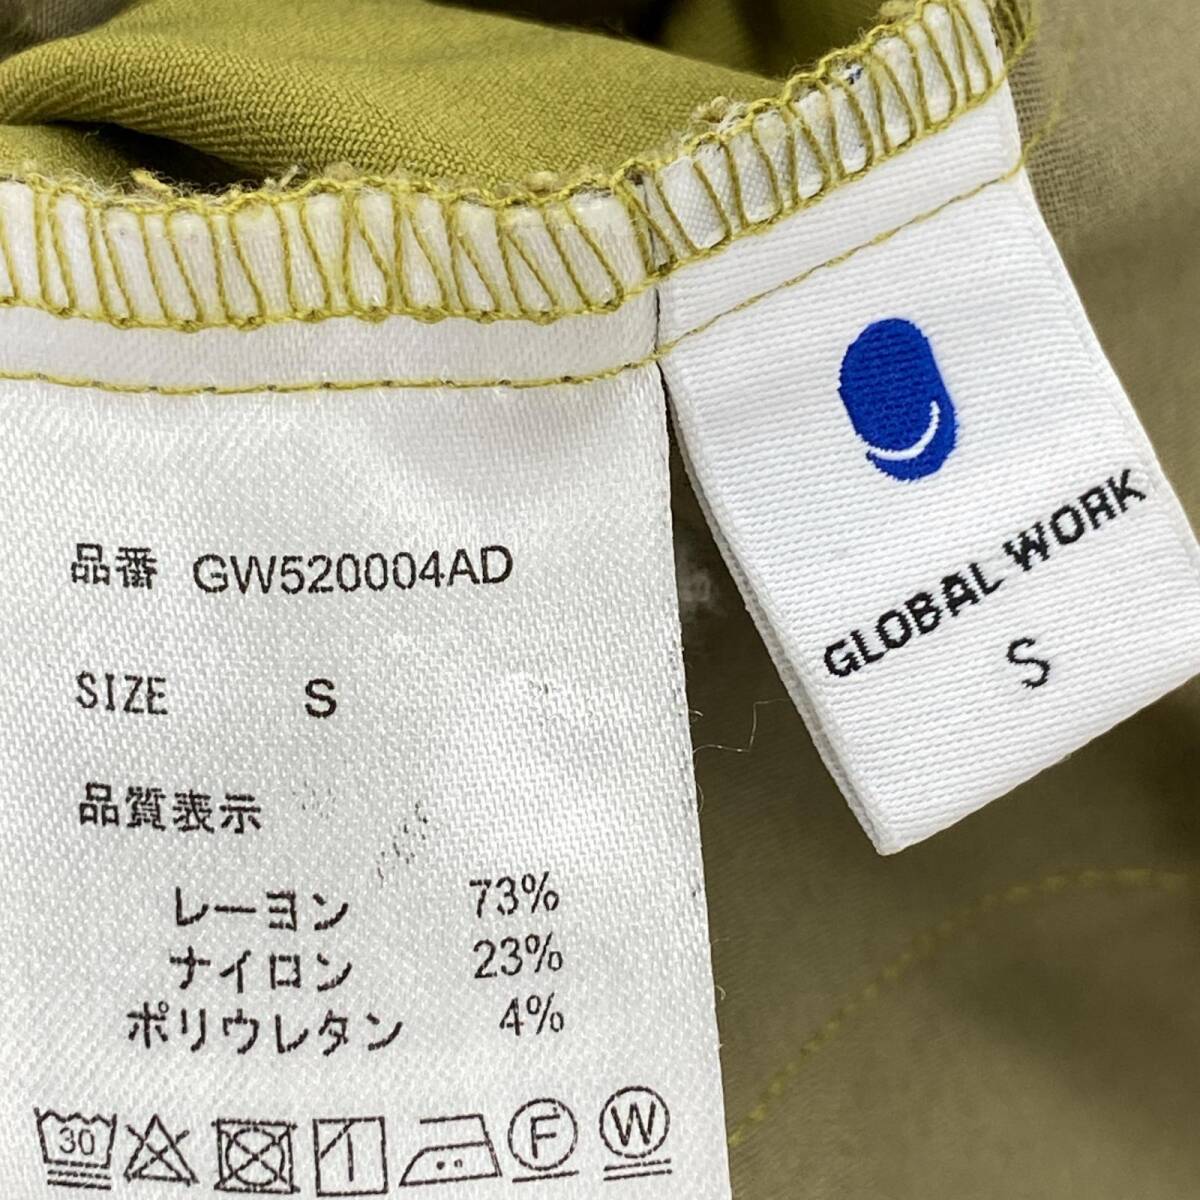 品番 GW520004AD
SIZE S
品質表示
レーヨン 73%
ナイロン 23%
ポリウレタン 4%
30
F
W
GLOBAL WORK
S